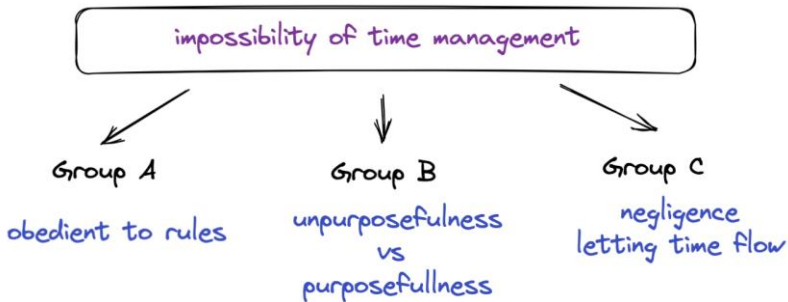 impossibility of time management
Group A
obedient to rules
Group B
unpurposefulness
vs
purposefullness
Group C
negligence
letting time flow